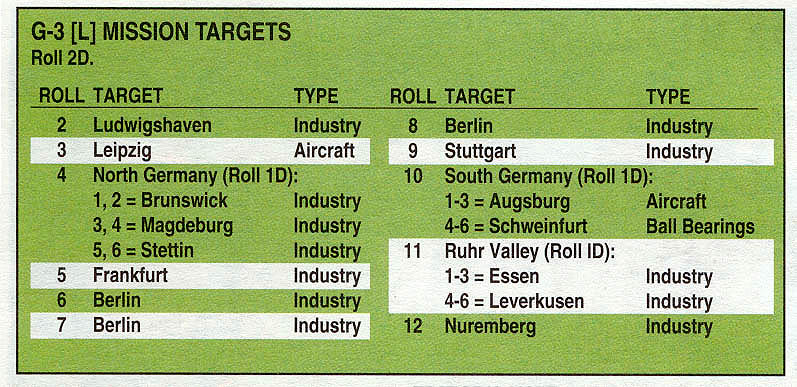 G-3 [L] MISSION TARGETS
Roll 2D.
ROLL TARGET TYPE
2 Ludwigshaven Industry
3 Leipzig Aircraft
4 North Germany (Roll 1D):
1, 2 = Brunswick Industry
3, 4 = Magdeburg Industry
5, 6 = Stettin Industry
5 Frankfurt Industry
6 Berlin Industry
7 Berlin Industry
ROLL TARGET TYPE
8 Berlin Industry
9 Stuttgart Industry
10 South Germany (Roll 1D):
1-3 = Augsburg Aircraft
4-6 = Schweinfurt Ball Bearings
11 Ruhr Valley (Roll ID):
1-3 = Essen Industry
4-6 = Leverkusen Industry
12 Nuremberg Industry